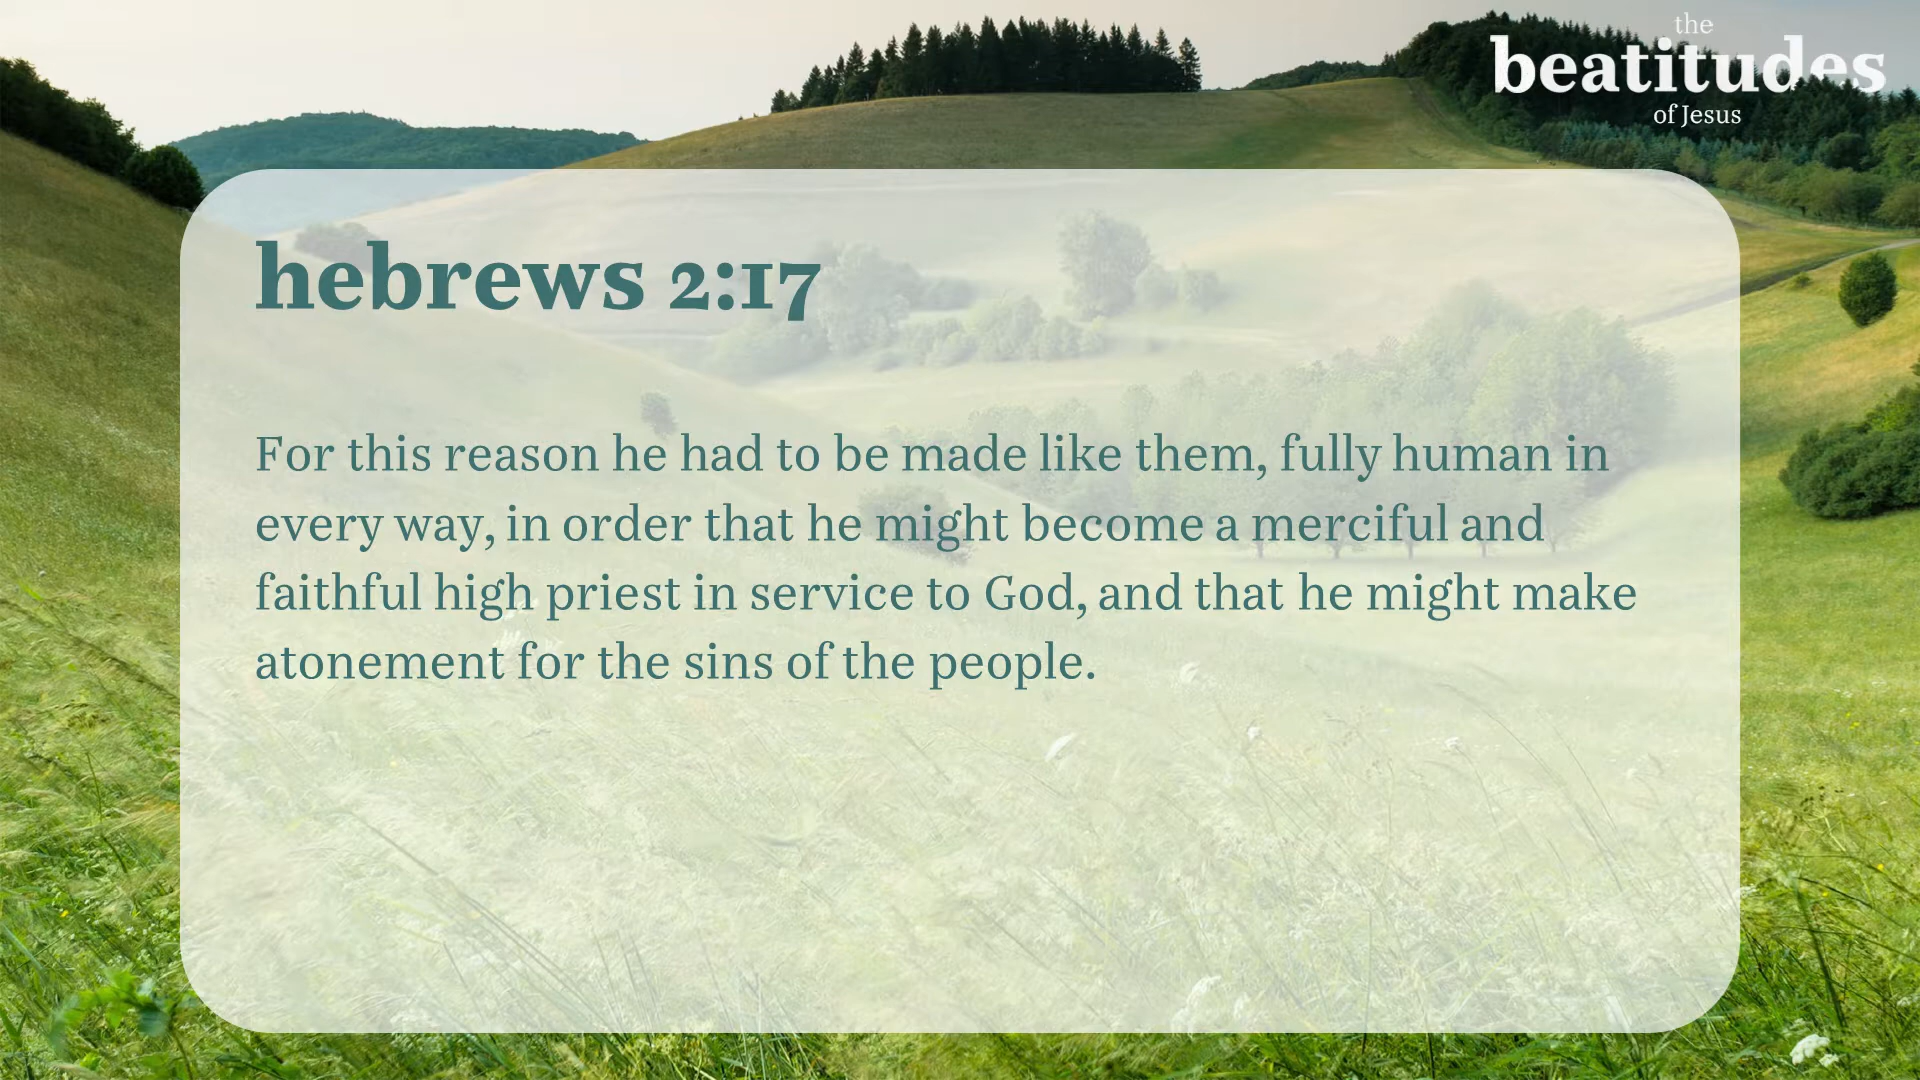 the
beatitudes
of Jesus
hebrews 2:17
For this reason he had to be made like them, fully human in
every way, in order that he might become a merciful and
faithful high priest in service to God, and that he might make
atonement for the sins of the people.